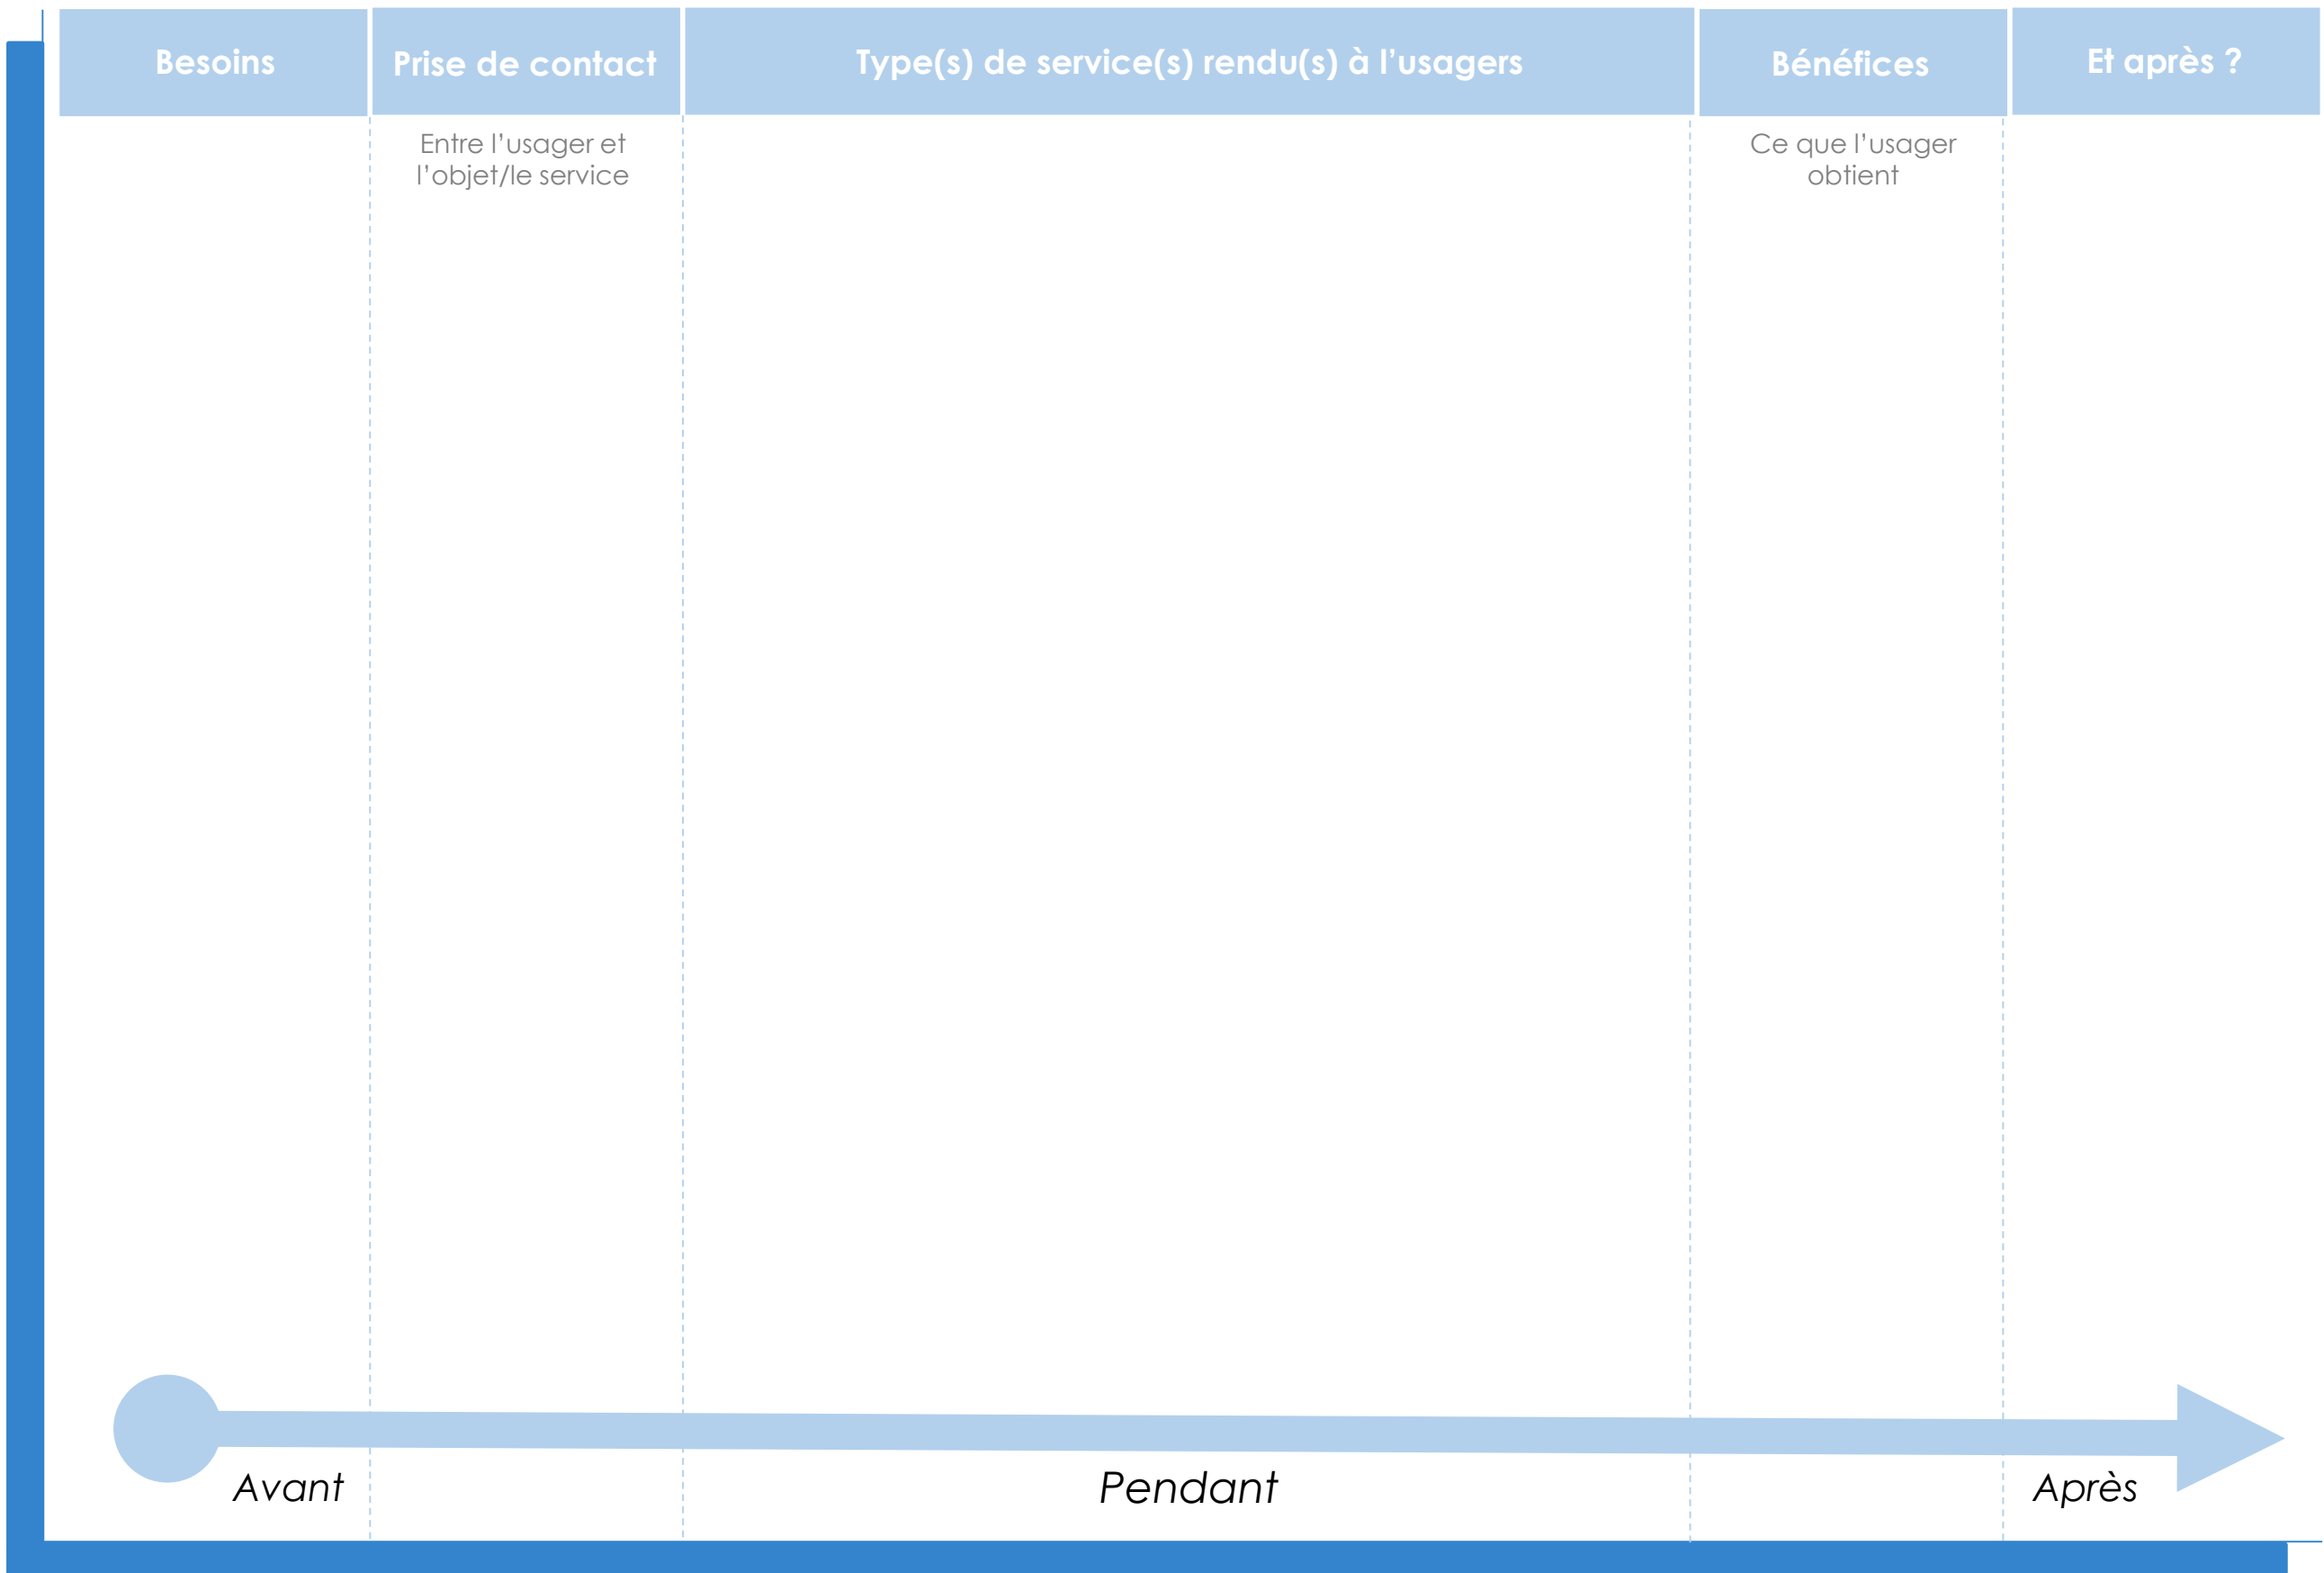 Besoins
Prise de contact
Type(s) de service(s) rendu(s) à l’usagers
Bénéfices
Et après ?
Entre l’usager et
l’objet/le service
Ce que l’usager
obtient
Avant
Pendant
Après